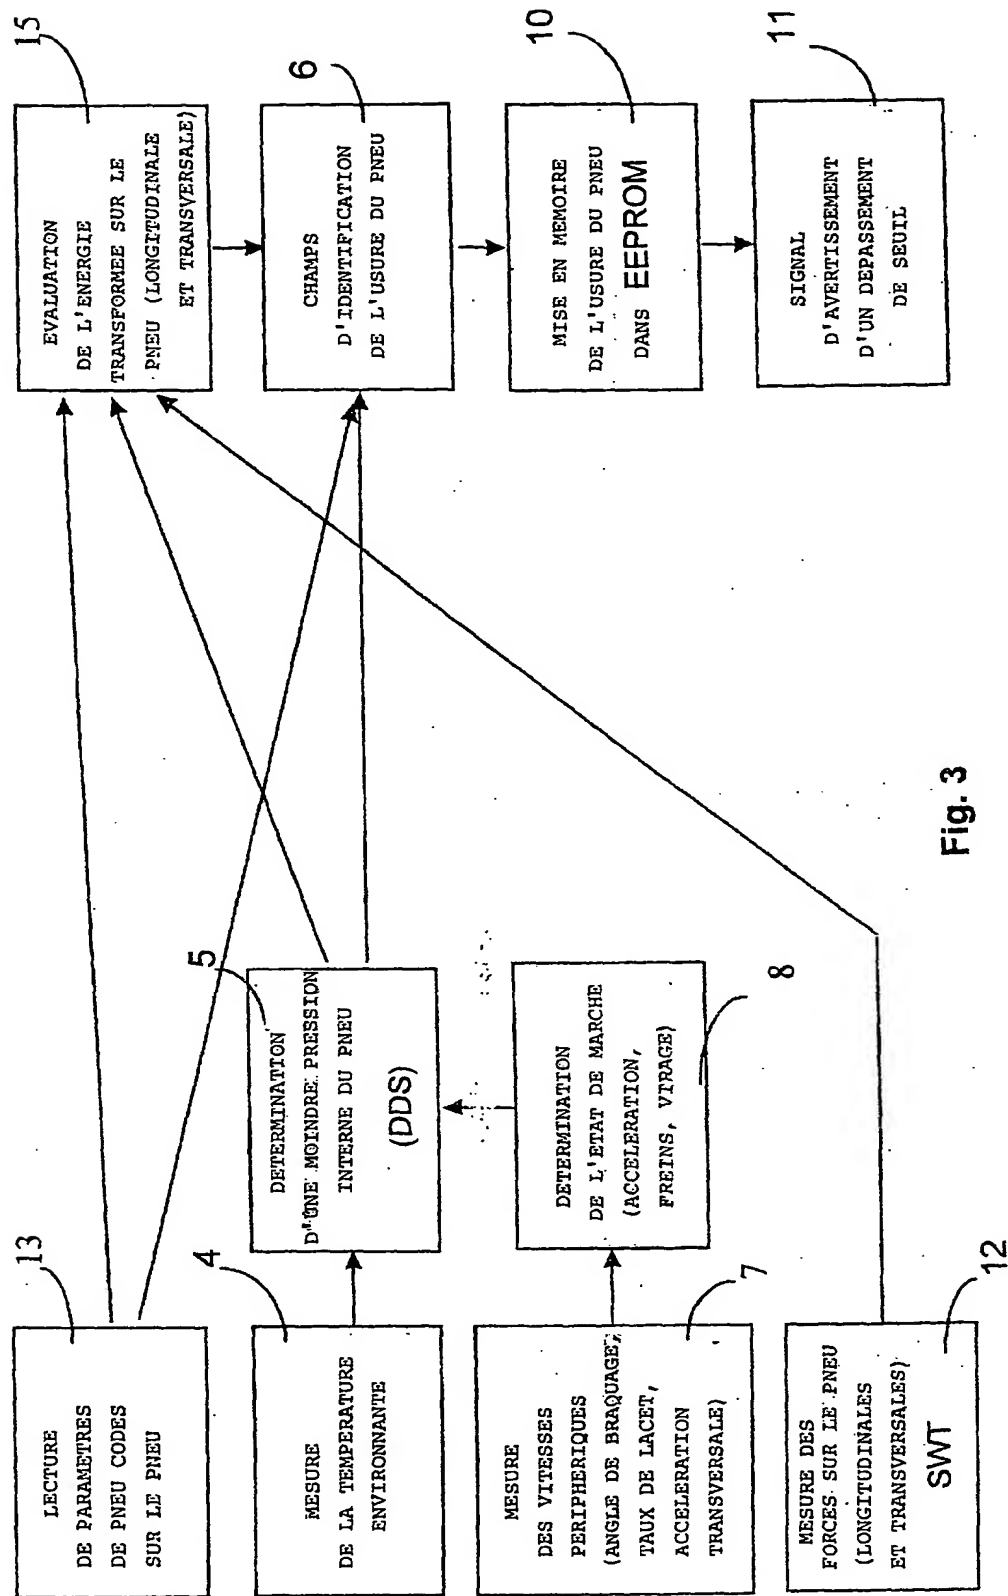 13
LECTURE
DE PARAMETRES
DE PNEU CODES
SUR LE PNEU
4
MESURE
DE LA TEMPERATURE
ENVIRONNANTE
7
MESURE
DES VITESSES
PERIPHERIQUES
(ANGLE DE BRAQUAGE,
TAUX DE LACET,
ACCELERATION
TRANSVERSALE)
12
MESURE DES
FORCES SUR LE PNEU
(LONGITUDINALES
ET TRANSVERSALES)
SWT
5
DETERMINATION
D'UNE MOINDRE PRESSION
INTERNE DU PNEU
(DDS)
8
DETERMINATION
DE L'ETAT DE MARCHE
(ACCELERATION,
FREINS, VIRAGE)
15
EVALUATION
DE L'ENERGIE
TRANSFORMEE SUR LE
PNEU (LONGITUDINALE
ET TRANSVERSALE)
6
CHAMPS
D'IDENTIFICATION
DE L'USURE DU PNEU
10
MISE EN MEMOIRE
DE L'USURE DU PNEU
DANS EEPROM
11
SIGNAL
D'AVERTISSEMENT
D'UN DEPASSEMENT
DE SEUIL
Fig. 3